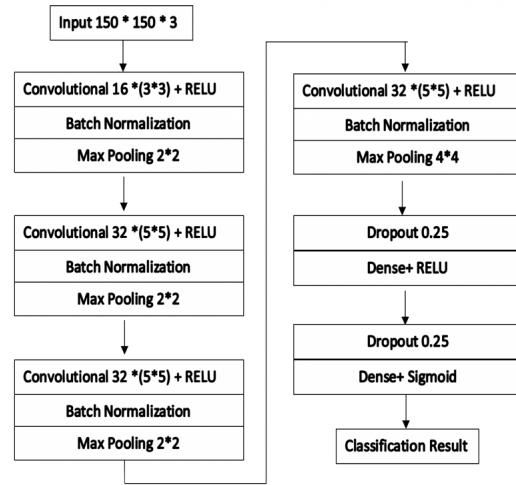 Input 150 * 150 * 3
Convolutional 16 *(3*3) + RELU
Batch Normalization
Max Pooling 2*2
Convolutional 32 *(5*5) + RELU
Batch Normalization
Max Pooling 2*2
Convolutional 32 *(5*5) + RELU
Batch Normalization
Max Pooling 2*2
Convolutional 32 *(5*5) + RELU
Batch Normalization
Max Pooling 4*4
Dropout 0.25
Dense+ RELU
Dropout 0.25
Dense+ Sigmoid
Classification Result